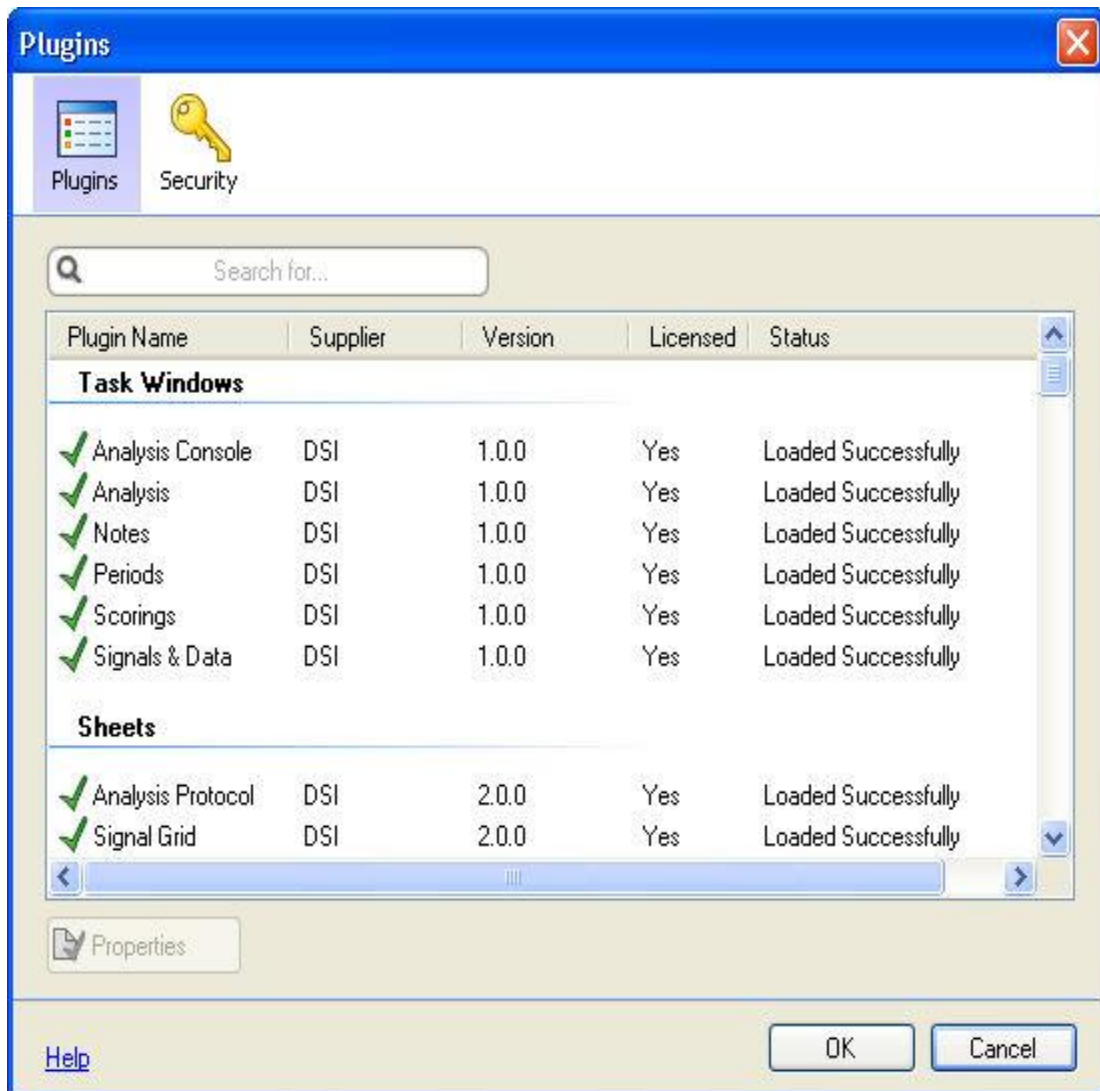 Plugins
Plugins Security
Search for...
Plugin Name Supplier Version Licensed Status
Task Windows
Analysis Console DSI 1.0.0 Yes Loaded Successfully
Analysis DSI 1.0.0 Yes Loaded Successfully
Notes DSI 1.0.0 Yes Loaded Successfully
Periods DSI 1.0.0 Yes Loaded Successfully
Scorings DSI 1.0.0 Yes Loaded Successfully
Signals & Data DSI 1.0.0 Yes Loaded Successfully
Sheets
Analysis Protocol DSI 2.0.0 Yes Loaded Successfully
Signal Grid DSI 2.0.0 Yes Loaded Successfully
Properties
Help OK Cancel